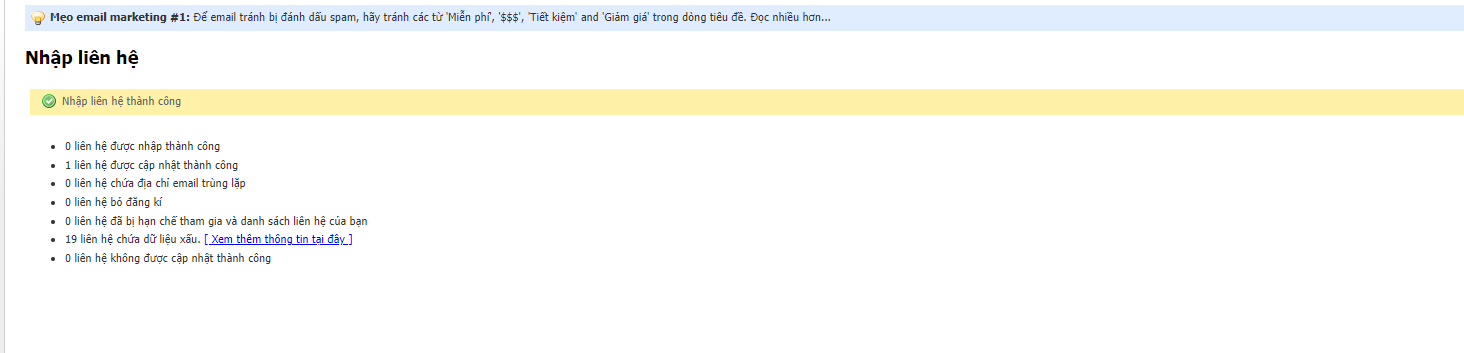 Mẹo email marketing #1: Để email tránh bị đánh dấu spam, hãy tránh các từ 'Miễn phí', '$$$', 'Tiết kiệm' and 'Giảm giá' trong dòng tiêu đề. Đọc nhiều hơn...
Nhập liên hệ
Nhập liên hệ thành công
• 0 liên hệ được nhập thành công
• 1 liên hệ được cập nhật thành công
• 0 liên hệ chứa địa chỉ email trùng lặp
• 0 liên hệ bỏ đăng kí
• 0 liên hệ đã bị hạn chế tham gia và danh sách liên hệ của bạn
• 19 liên hệ chứa dữ liệu xấu. [ Xem thêm thông tin tại đây ]
• 0 liên hệ không được cập nhật thành công